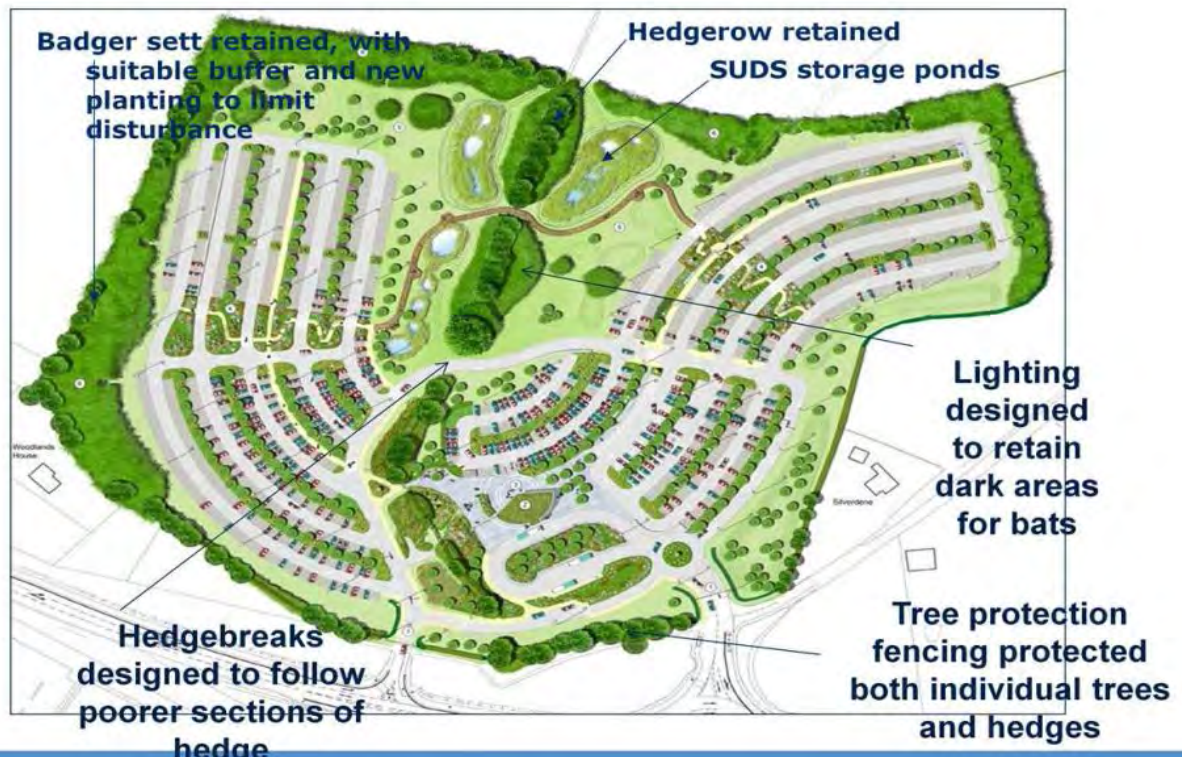 Badger sett retained, with
suitable buffer and new
planting to limit
disturbance
Hedgerow retained
SUDS storage ponds
Lighting
designed
to retain
dark areas
for bats
Woodlands
House
Silverdene
Hedgebreaks
designed to follow
poorer sections of
hedge
Tree protection
fencing protected
both individual trees
and hedges